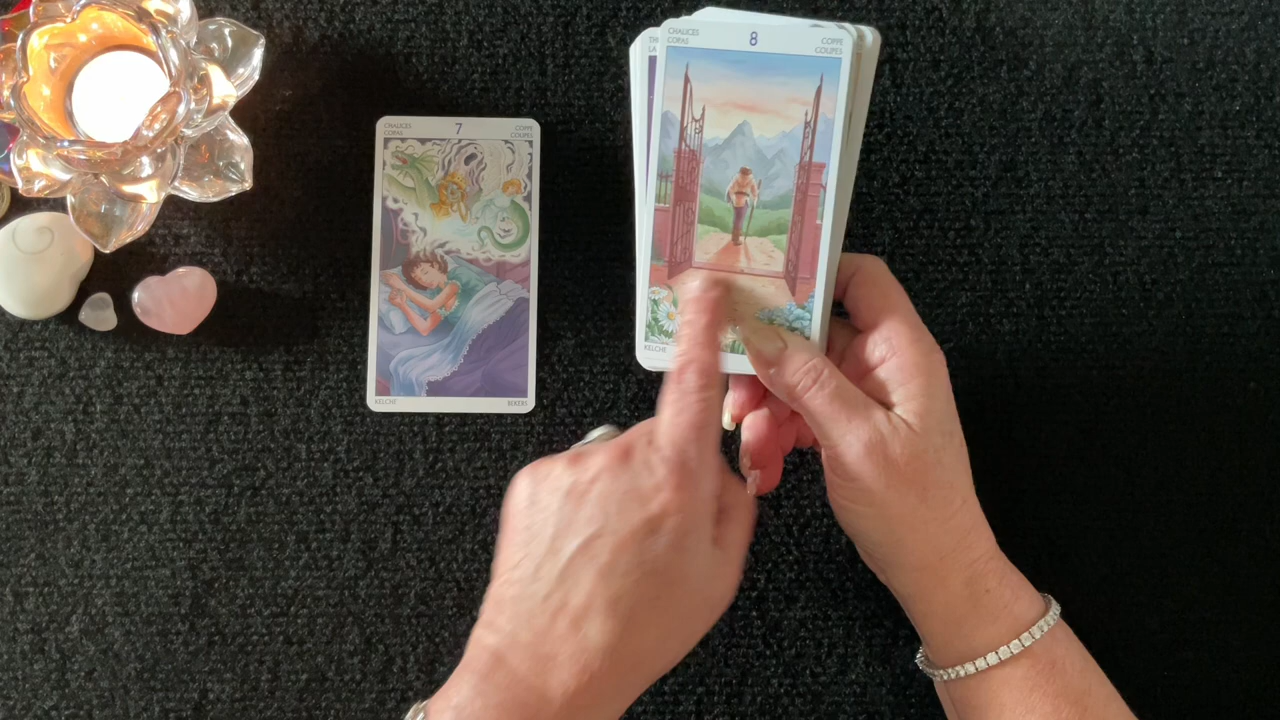 CHALICES
COPAS
7
COPPE
COUPES
KELCHE
BEKERS
CHALICES
COPAS
8
COPPE
COUPES
KELCHE